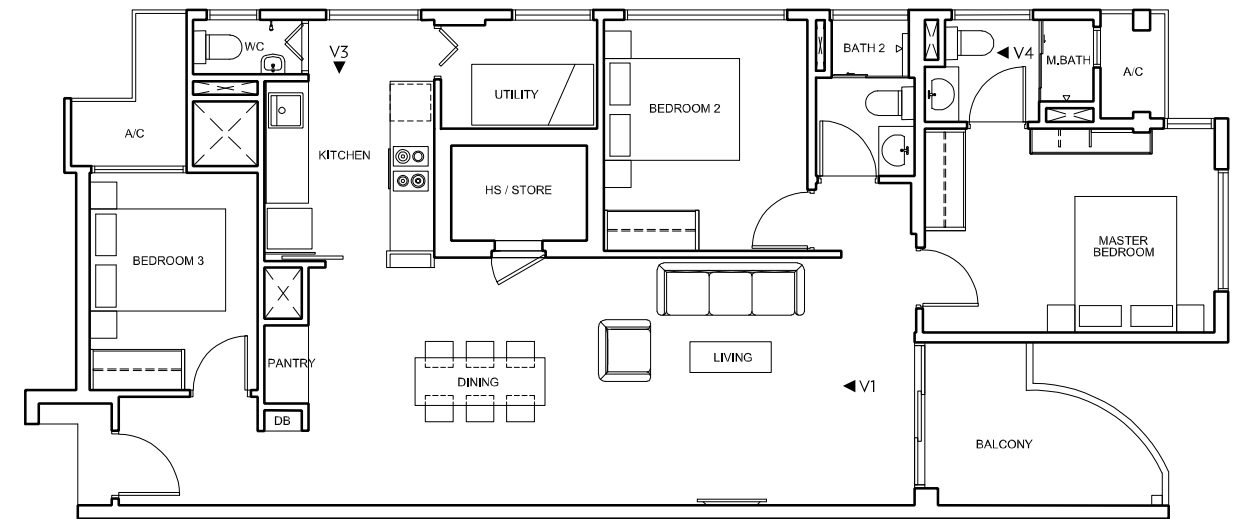 WC
V3
BATH 2
V4
M.BATH
A/C
UTILITY
BEDROOM 2
A/C
KITCHEN
HS / STORE
BEDROOM 3
MASTER
BEDROOM
LIVING
PANTRY
DINING
V1
DB
BALCONY